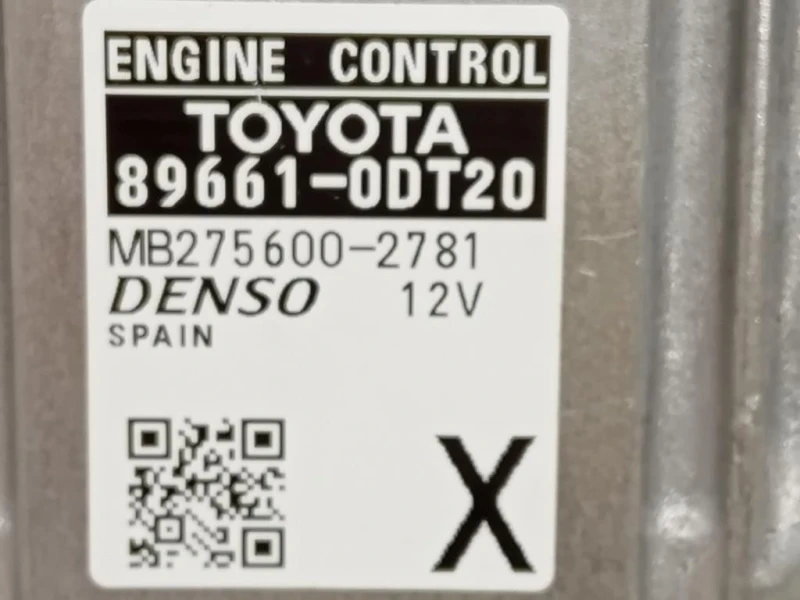 ENGINE CONTROL
TOYOTA
89661-0DT20
MB275600-2781
DENSO 12V
SPAIN
X